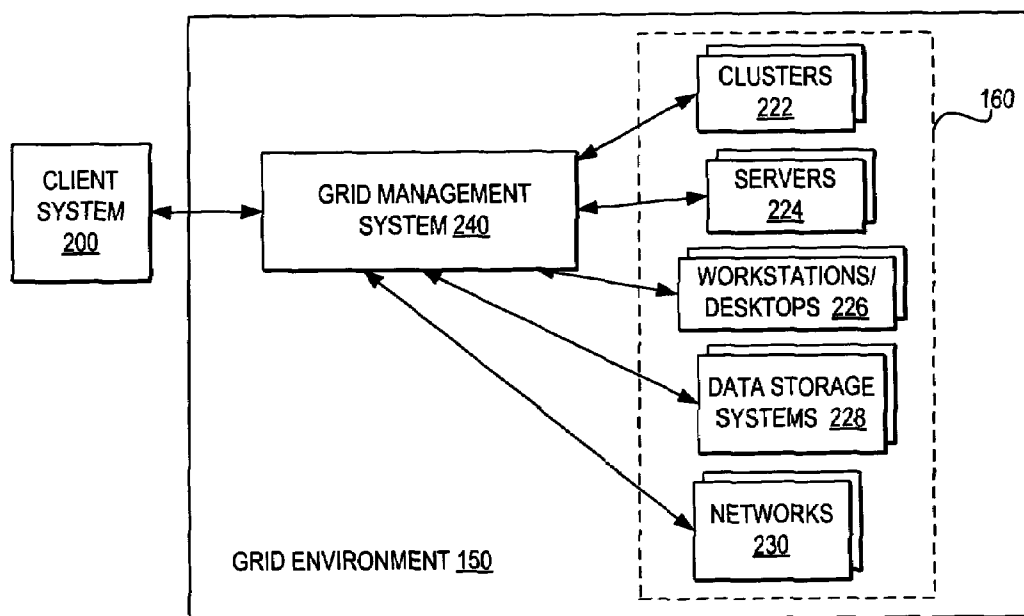 CLIENT
SYSTEM
200
GRID MANAGEMENT
SYSTEM 240
CLUSTERS
222
SERVERS
224
WORKSTATIONS/
DESKTOPS 226
DATA STORAGE
SYSTEMS 228
NETWORKS
230
160
GRID ENVIRONMENT 150